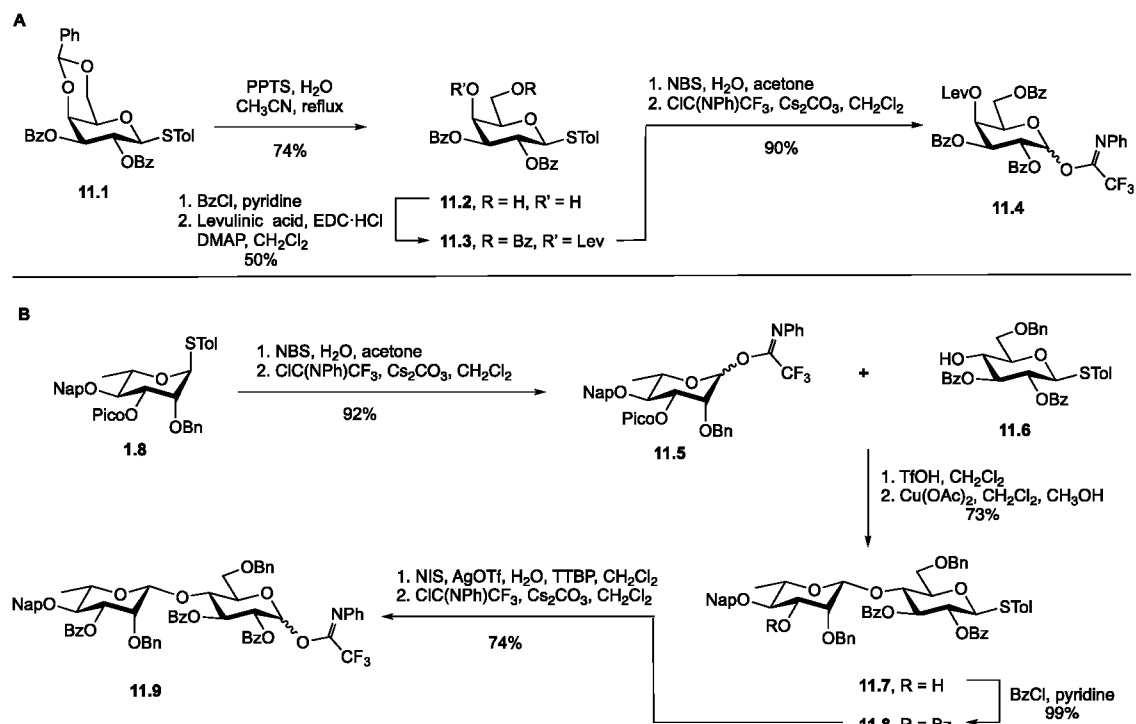 A
Ph
O
O
O
BzO
OBz
STol
11.1
PPTS, H₂O
CH₃CN, reflux
74%
R'O
OR
O
BzO
OBz
STol
11.2, R = H, R' = H
11.3, R = Bz, R' = Lev
1. BzCl, pyridine
2. Levulinic acid, EDC·HCl
DMAP, CH₂Cl₂
50%
1. NBS, H₂O, acetone
2. ClC(NPh)CF₃, Cs₂CO₃, CH₂Cl₂
90%
LevO
OBz
O
BzO
BzO
O
NPh
CF₃
11.4
B
STol
O
NapO
PicoO
OBn
1.8
1. NBS, H₂O, acetone
2. ClC(NPh)CF₃, Cs₂CO₃, CH₂Cl₂
92%
NPh
O
CF₃
O
NapO
PicoO
OBn
11.5
+
OBn
HO
O
BzO
STol
OBz
11.6
1. TfOH, CH₂Cl₂
2. Cu(OAc)₂, CH₂Cl₂, CH₃OH
73%
OBn
O
O
O
NapO
RO
OBn
BzO
OBz
STol
11.7, R = H
11.8, R = Bz
BzCl, pyridine
99%
1. NIS, AgOTf, H₂O, TTBP, CH₂Cl₂
2. ClC(NPh)CF₃, Cs₂CO₃, CH₂Cl₂
74%
OBn
O
O
O
NapO
BzO
OBn
BzO
BzO
O
NPh
CF₃
11.9